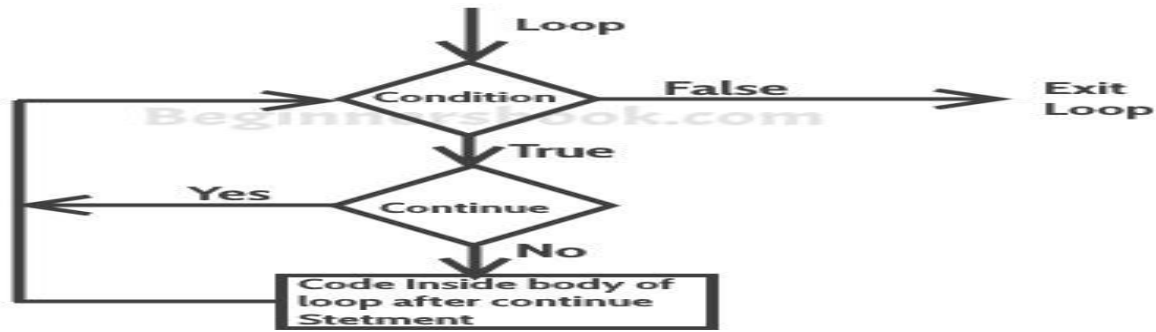 Loop
Condition
False
Exit
Loop
Beginnersbook.com
True
Yes
Continue
No
Code Inside body of
loop after continue
Stetment